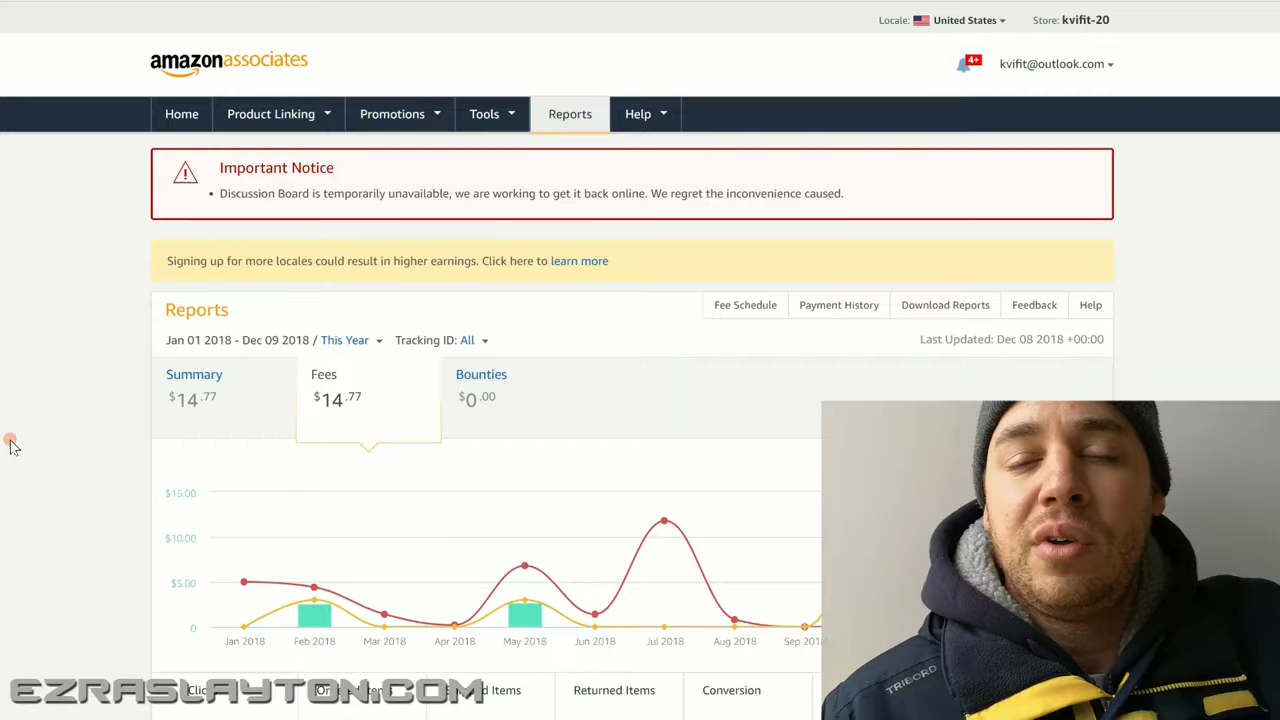 Locale: United States Store: kvifit-20
amazonassociates
4+ kvifit@outlook.com
Home Product Linking Promotions Tools Reports Help
Important Notice
• Discussion Board is temporarily unavailable, we are working to get it back online. We regret the inconvenience caused.
Signing up for more locales could result in higher earnings. Click here to learn more
Reports Fee Schedule Payment History Download Reports Feedback Help
Jan 01 2018 - Dec 09 2018 / This Year Tracking ID: All Last Updated: Dec 08 2018 +00:00
Summary Fees Bounties
$14.77 $14.77 $0.00
$15.00
$10.00
$5.00
0
Jan 2018 Feb 2018 Mar 2018 Apr 2018 May 2018 Jun 2018 Jul 2018 Aug 2018 Sep 201
Items Returned Items Conversion
EZRASLAYTON.COM
TRIBORD